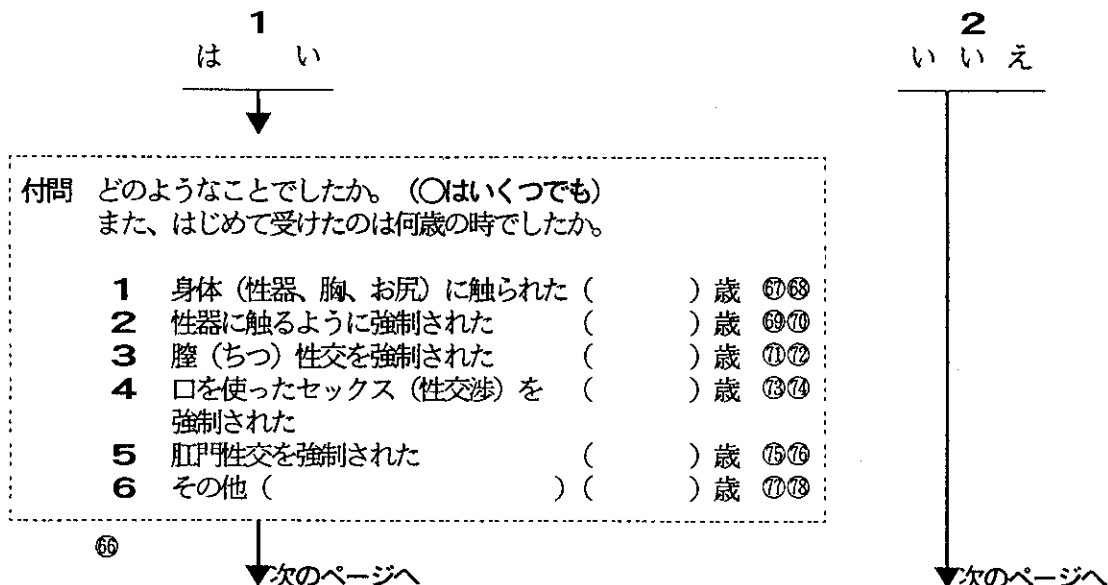 1
はい
2
いいえ
付問 どのようなことでしたか。(○はいくつでも)
また、はじめて受けたのは何歳の時でしたか。
1 身体(性器、胸、お尻)に触られた( )歳 ⑥⑦⑥⑧
2 性器に触るように強制された ( )歳 ⑥⑨⑦⓪
3 膣(ちつ)性交を強制された ( )歳 ⑦①⑦②
4 口を使ったセックス(性交渉)を ( )歳 ⑦③⑦④
強制された
5 肛門性交を強制された ( )歳 ⑦⑤⑦⑥
6 その他( )( )歳 ⑦⑦⑦⑧
⑥⑥
次のページへ
次のページへ